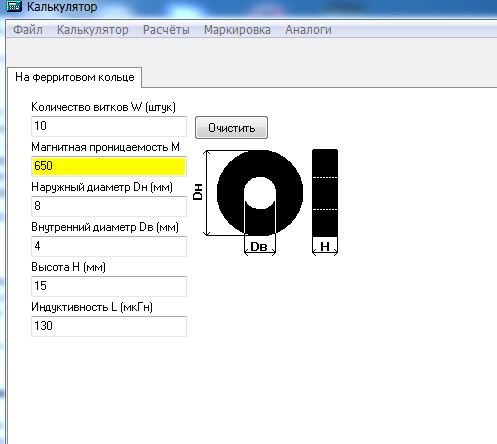 Калькулятор
Файл Калькулятор Расчёты Маркировка Аналоги
На ферритовом кольце
Количество витков W (штук)
10
Очистить
Магнитная проницаемость М
650
Наружный диаметр Dн (мм)
8
Внутренний диаметр Dв (мм)
4
Высота Н (мм)
15
Индуктивность L (мкГн)
130
Dн
Dв
Н